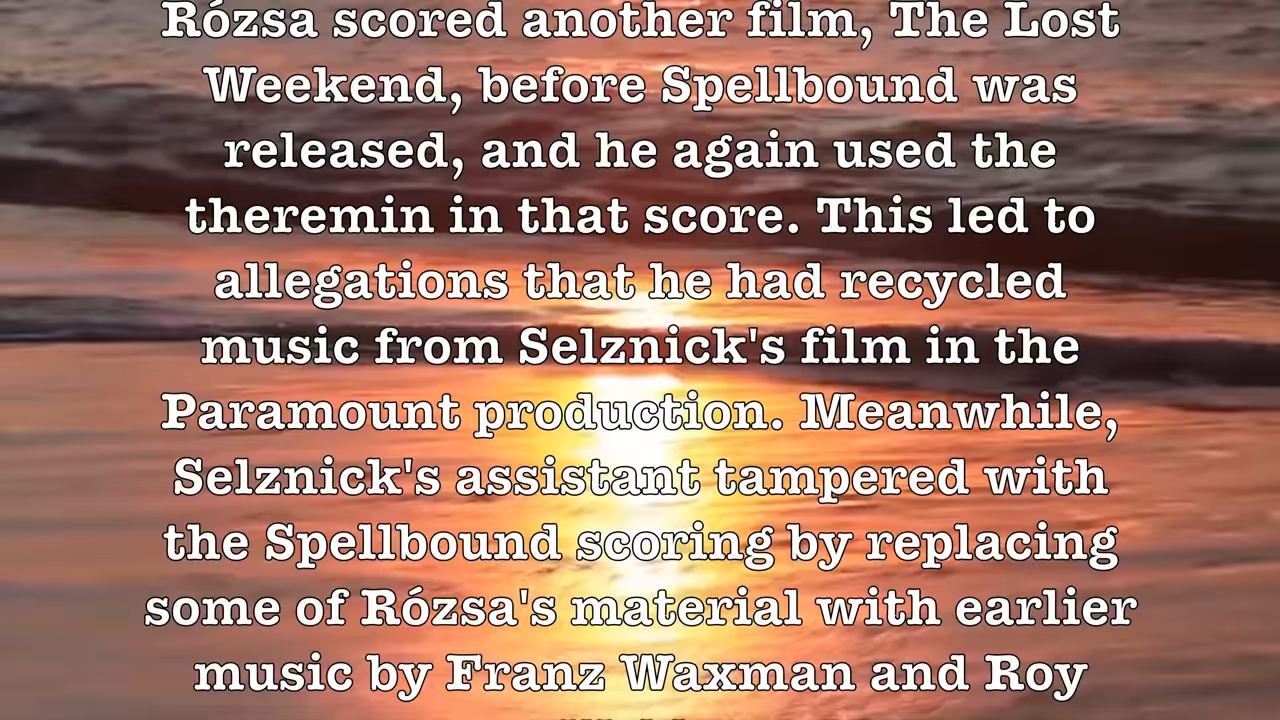 Rózsa scored another film, The Lost
Weekend, before Spellbound was
released, and he again used the
theremin in that score. This led to
allegations that he had recycled
music from Selznick's film in the
Paramount production. Meanwhile,
Selznick's assistant tampered with
the Spellbound scoring by replacing
some of Rózsa's material with earlier
music by Franz Waxman and Roy